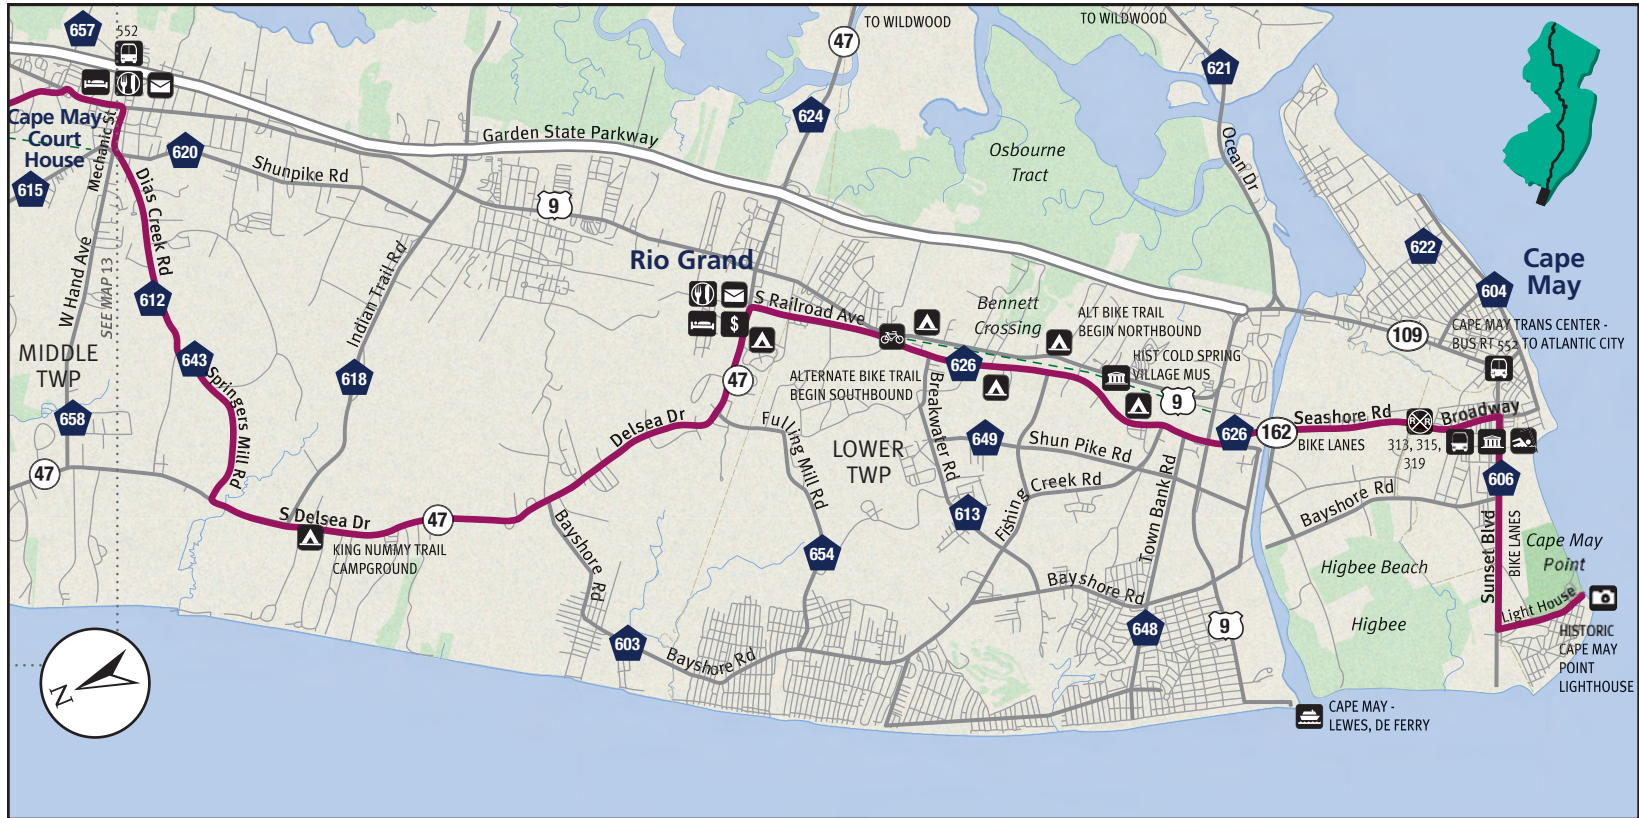 657
552
TO WILDWOOD
47
TO WILDWOOD
621
624
Cape May
Court
House
Mechanic St
620
615
Shunpike Rd
Garden State Parkway
9
Osbourne
Tract
Ocean Dr
622
604
Cape
May
Dias Creek Rd
W Hand Ave
SEE MAP 13
612
Indian Trail Rd
Rio Grand
$
S Railroad Ave
Bennett
Crossing
ALT BIKE TRAIL
BEGIN NORTHBOUND
109
CAPE MAY TRANS CENTER -
BUS RT 552 TO ATLANTIC CITY
MIDDLE
TWP
643
Springers Mill Rd
618
47
ALTERNATE BIKE TRAIL
BEGIN SOUTHBOUND
626
HIST COLD SPRING
VILLAGE MUS
9
658
47
Delsea Dr
Fulling Mill Rd
LOWER
TWP
Breakwater Rd
649
Shun Pike Rd
626
162
Seashore Rd
BIKE LANES
R R
Broadway
313, 315,
319
606
S Delsea Dr
47
KING NUMMY TRAIL
CAMPGROUND
Bayshore Rd
654
613
Fishing
Creek Rd
Town Bank Rd
Bayshore Rd
Sunset Blvd
BIKE LANES
Cape May
Point
Higbee Beach
Higbee
Light House
HISTORIC
CAPE MAY
POINT
LIGHTHOUSE
Bayshore Rd
648
9
603
Bayshore Rd
N
CAPE MAY -
LEWES, DE FERRY